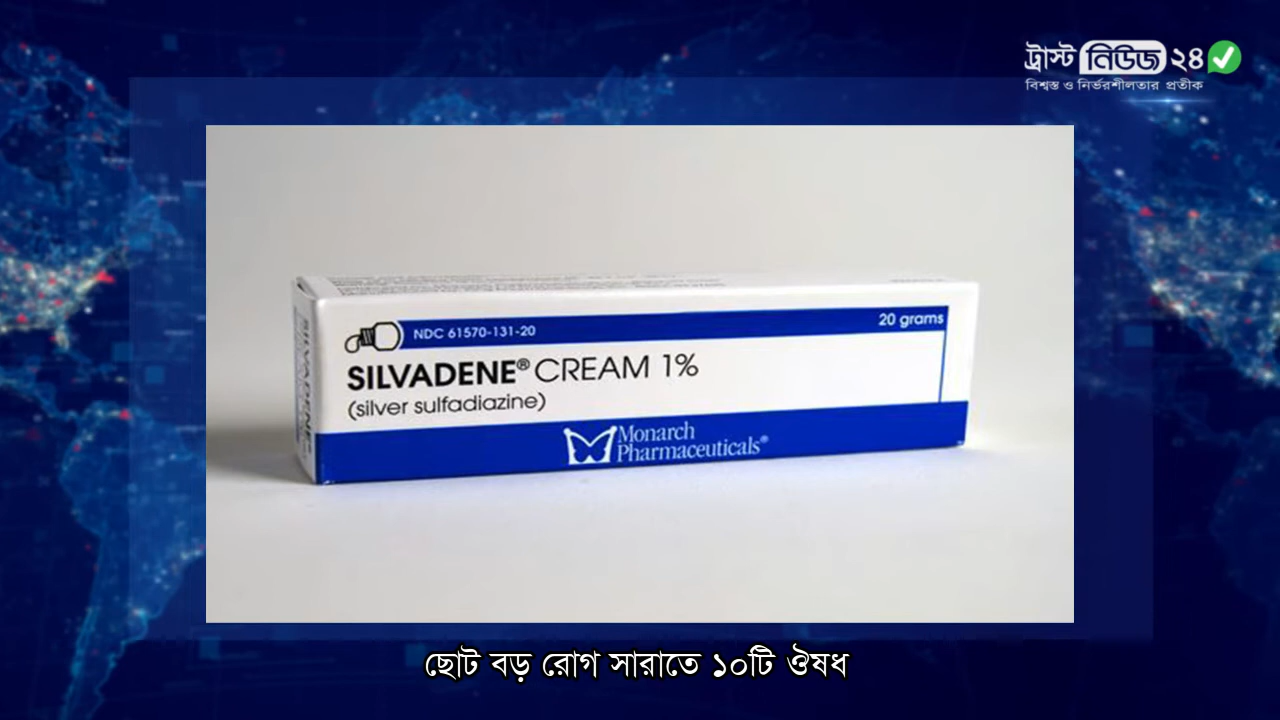 ট্রাস্ট নিউজ ২৪
বিশ্বস্ত ও নির্ভরশীলতার প্রতীক
NDC 61570-131-20
20 grams
SILVADENE® CREAM 1%
(silver sulfadiazine)
Monarch
Pharmaceuticals®
SILVADENE
ছোট বড় রোগ সারাতে ১০টি ঔষধ